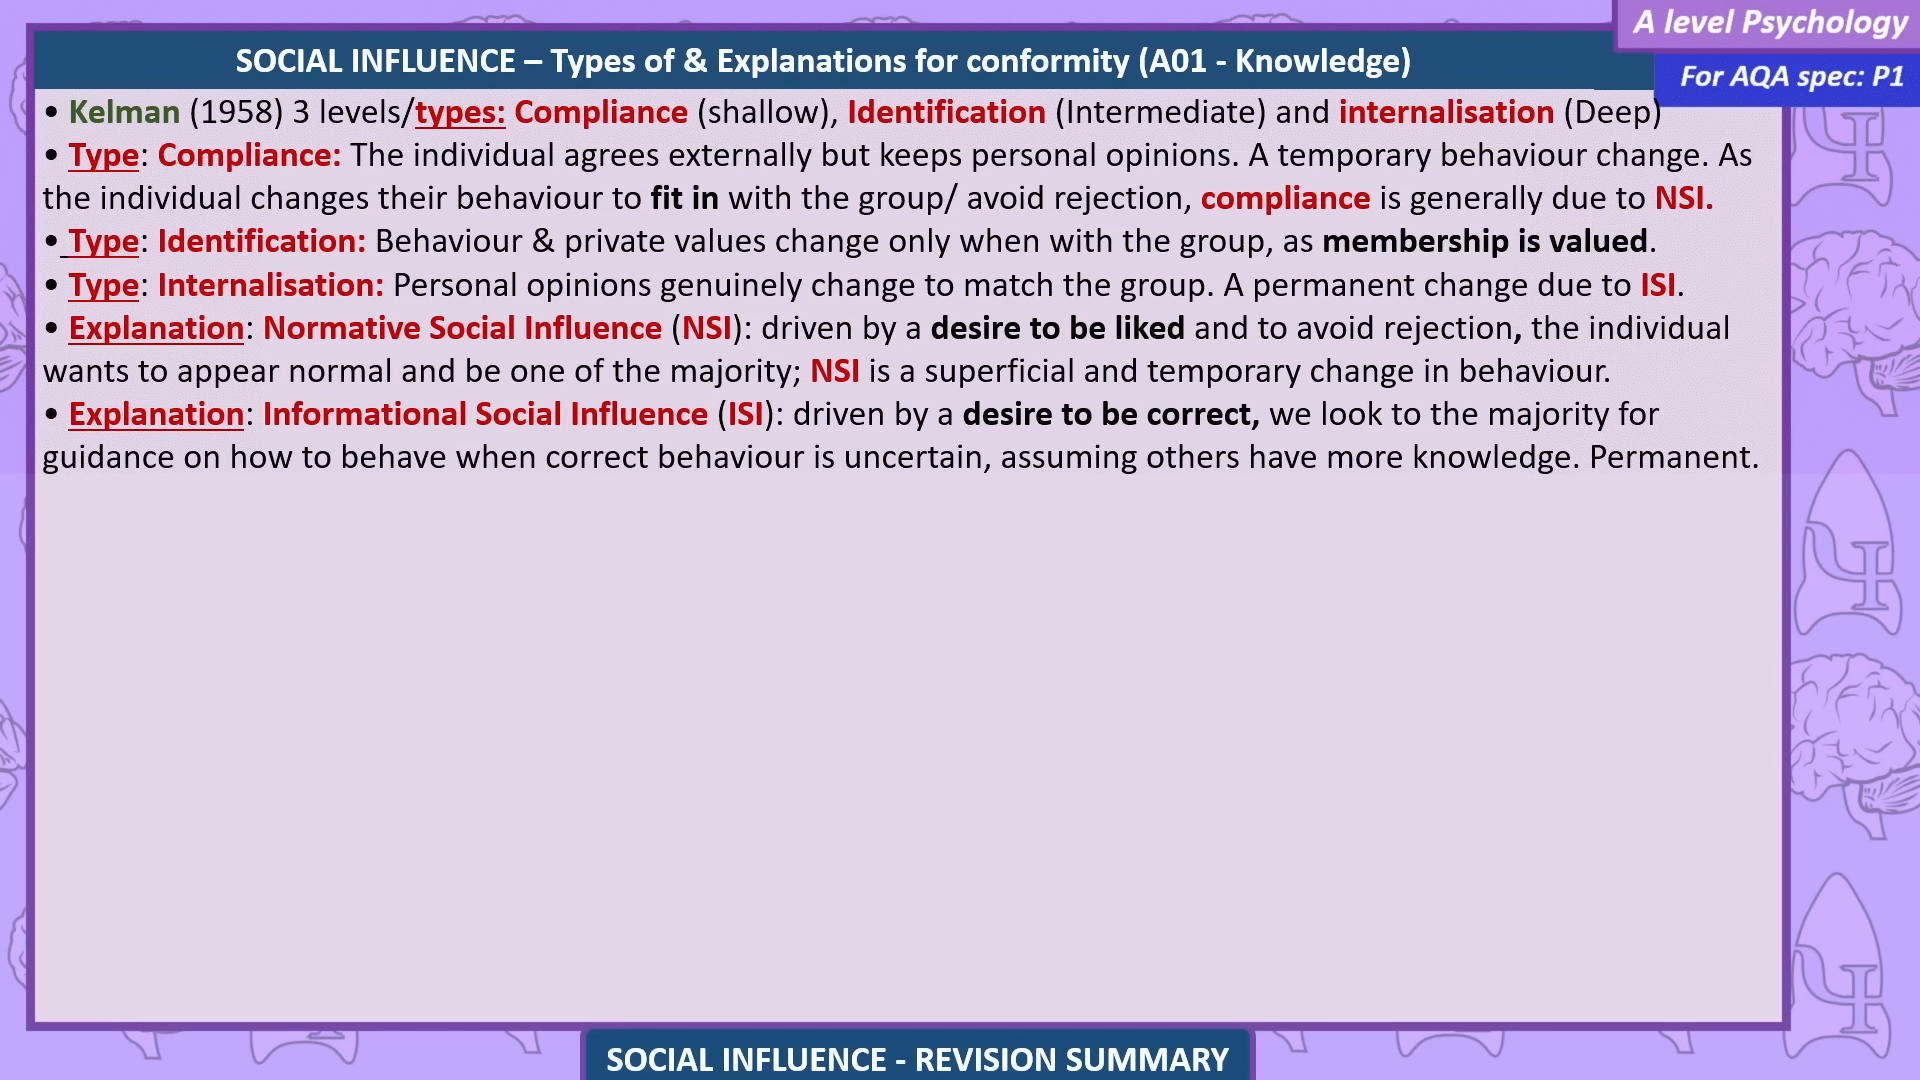 A level Psychology
SOCIAL INFLUENCE – Types of & Explanations for conformity (A01 - Knowledge)
For AQA spec: P1
• Kelman (1958) 3 levels/types: Compliance (shallow), Identification (Intermediate) and internalisation (Deep)
• Type: Compliance: The individual agrees externally but keeps personal opinions. A temporary behaviour change. As
the individual changes their behaviour to fit in with the group/ avoid rejection, compliance is generally due to NSI.
• Type: Identification: Behaviour & private values change only when with the group, as membership is valued.
• Type: Internalisation: Personal opinions genuinely change to match the group. A permanent change due to ISI.
• Explanation: Normative Social Influence (NSI): driven by a desire to be liked and to avoid rejection, the individual
wants to appear normal and be one of the majority; NSI is a superficial and temporary change in behaviour.
• Explanation: Informational Social Influence (ISI): driven by a desire to be correct, we look to the majority for
guidance on how to behave when correct behaviour is uncertain, assuming others have more knowledge. Permanent.
SOCIAL INFLUENCE - REVISION SUMMARY